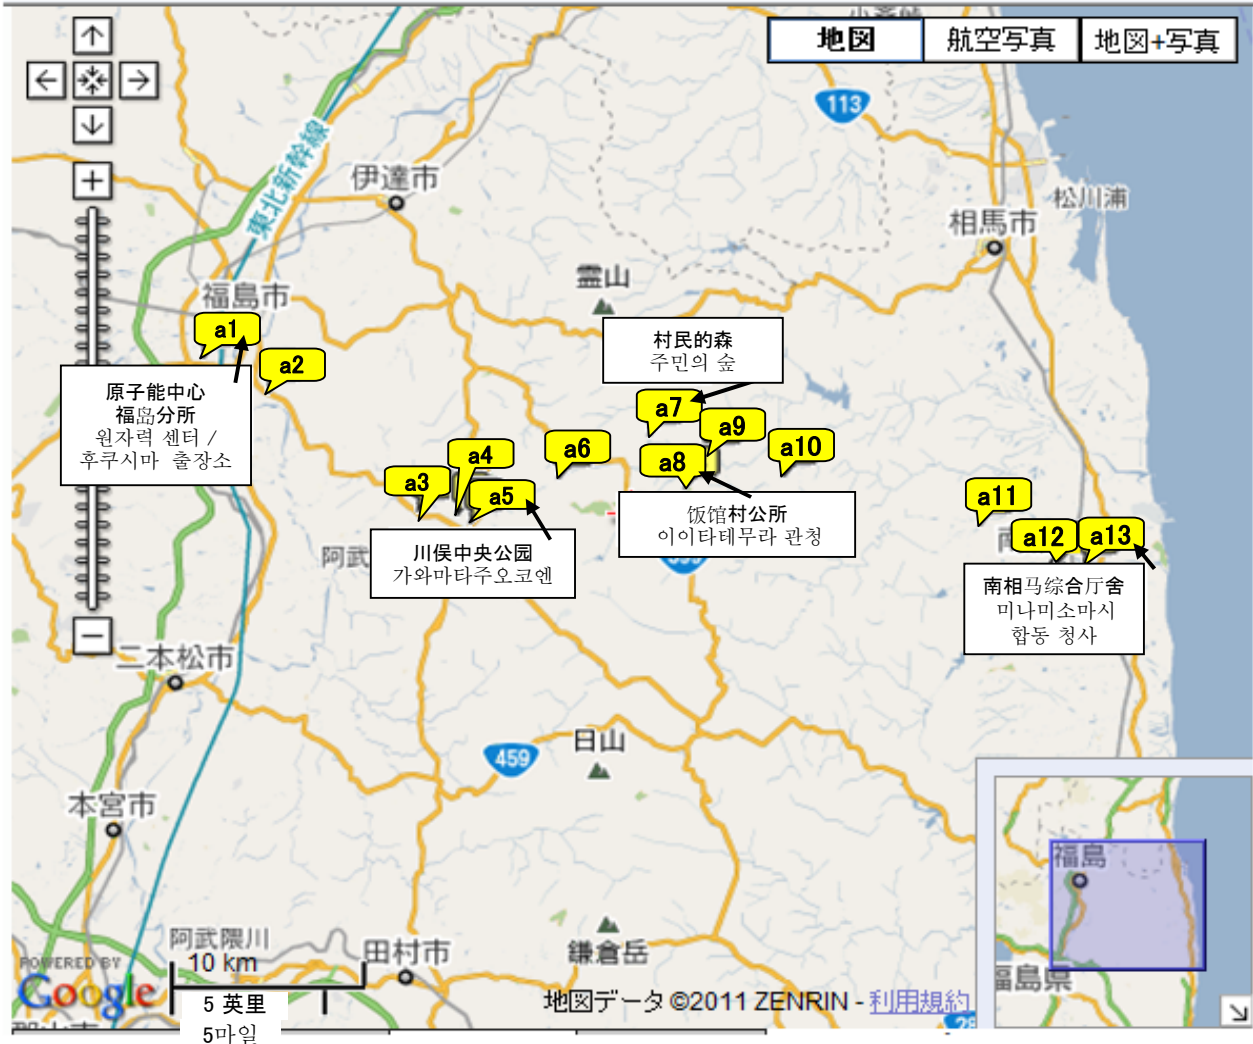 地図
航空写真
地図+写真
113
東北新幹線
伊達市
松川浦
相馬市
霊山
福島市
a1
a2
村民的森
주민의 숲
原子能中心
福岛分所
원자력 센터 /
후쿠시마 출장소
a7
a9
a4
a6
a8
a10
a3
a5
a11
饭馆村公所
이이타테무라 관청
a12
a13
川俣中央公园
가와마타주오코엔
阿武
南相马综合厅舍
미나미소마시
합동 청사
二本松市
日山
459
本宮市
福島
阿武隈川
10 km
田村市
鎌倉岳
福島県
POWERED BY
Google
5 英里
地図データ ©2011 ZENRIN - 利用規約
5마일